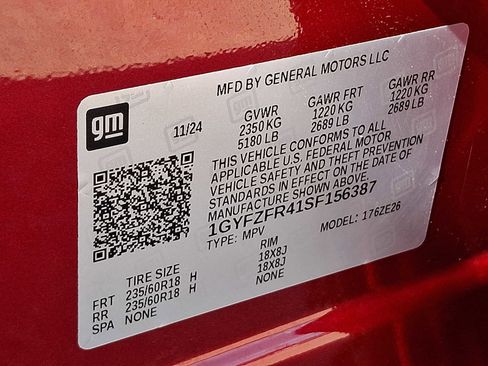 MFD BY GENERAL MOTORS LLC
gm
11/24
GVWR GAWR FRT GAWR RR
2350 KG 1220 KG 1220 KG
5180 LB 2689 LB 2689 LB
THIS VEHICLE CONFORMS TO ALL
APPLICABLE U.S. FEDERAL MOTOR
VEHICLE SAFETY AND THEFT PREVENTION
STANDARDS IN EFFECT ON THE DATE OF
MANUFACTURE SHOWN ABOVE.
1GYFZFR41SF156387
TYPE: MPV MODEL: 176ZE26
TIRE SIZE RIM
FRT 235/60R18 H 18X8J
RR 235/60R18 H 18X8J
SPA NONE NONE